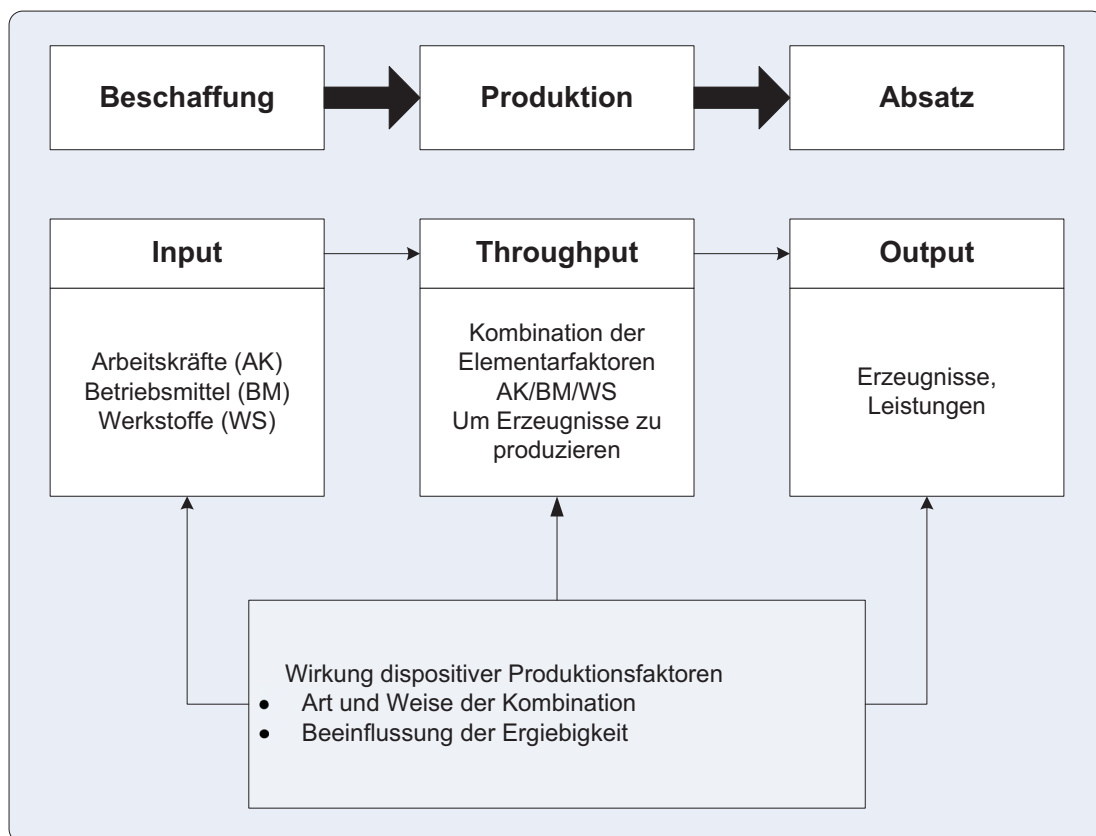 Beschaffung
Produktion
Absatz
Input
Arbeitskräfte (AK)
Betriebsmittel (BM)
Werkstoffe (WS)
Throughput
Kombination der
Elementarfaktoren
AK/BM/WS
Um Erzeugnisse zu
produzieren
Output
Erzeugnisse,
Leistungen
Wirkung dispositiver Produktionsfaktoren
• Art und Weise der Kombination
• Beeinflussung der Ergiebigkeit